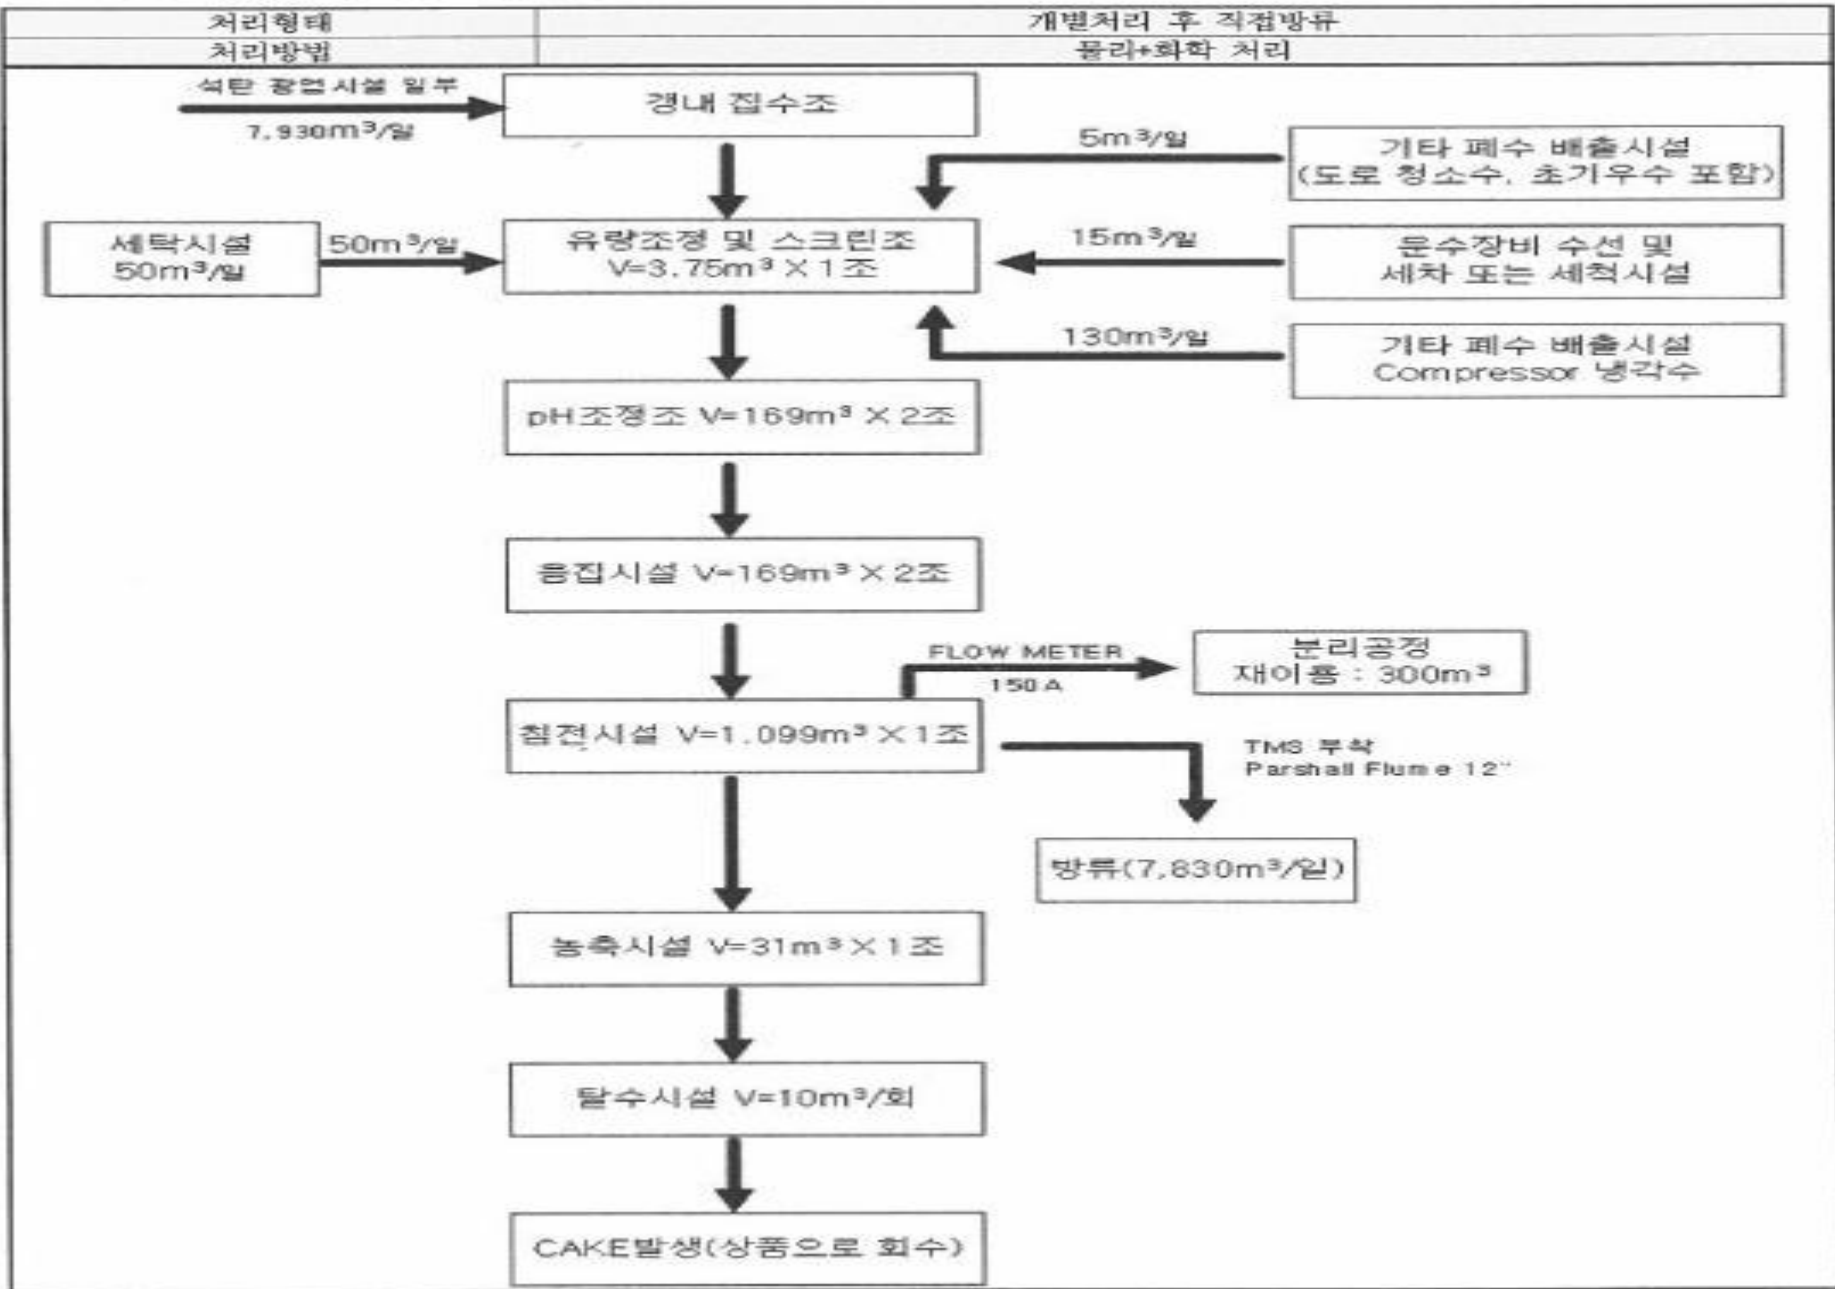 처리형태
개별처리 후 직접방류
처리방법
물리+화학 처리
석탄 광업시설 일부
7,930m³/일
갱내 집수조
5m³/일
기타 폐수 배출시설
(도로 청소수, 초기우수 포함)
세탁시설
50m³/일
50m³/일
유량조정 및 스크린조
V=3.75m³ X 1조
15m³/일
운수장비 수선 및
세차 또는 세척시설
130m³/일
기타 폐수 배출시설
Compressor 냉각수
pH조정조 V=169m³ X 2조
응집시설 V=169m³ X 2조
FLOW METER
150A
분리공정
재이용 : 300m³
침전시설 V=1.099m³ X 1조
TMS 부착
Parshall Flume 12"
방류(7,830m³/일)
농축시설 V=31m³ X 1조
탈수시설 V=10m³/회
CAKE발생(상품으로 회수)